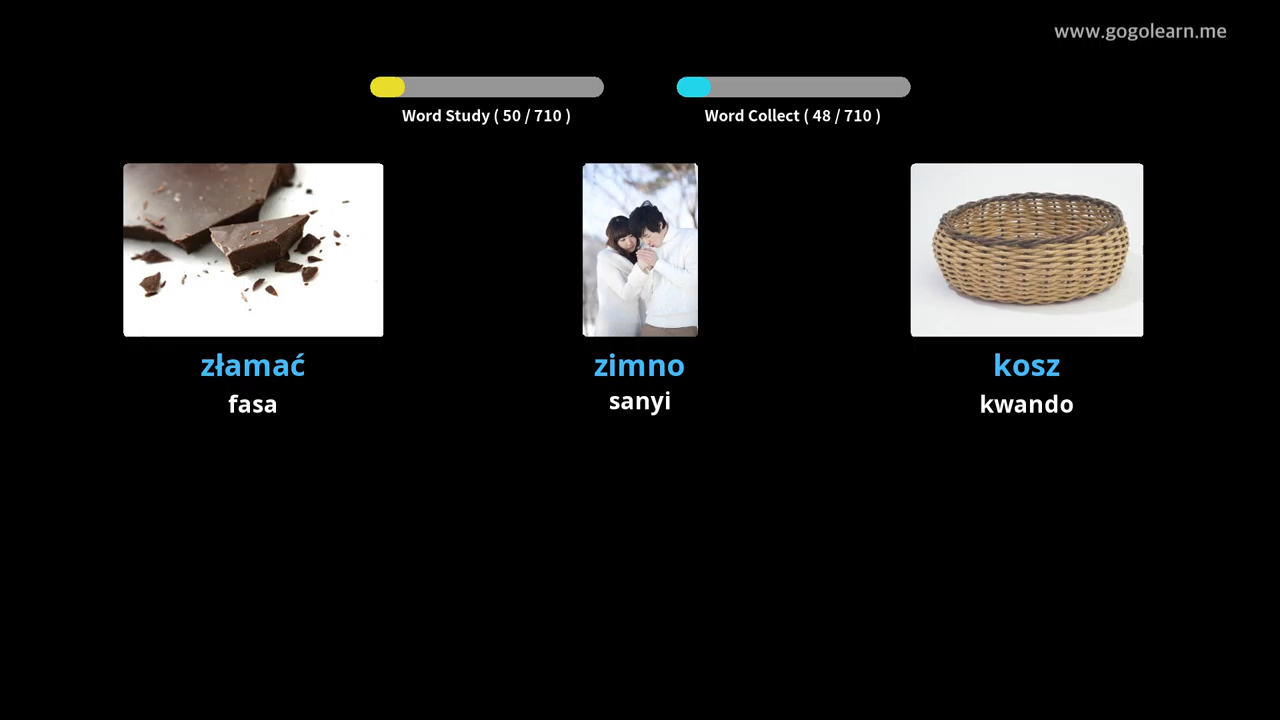 www.gogolearn.me
Word Study ( 50 / 710 )
Word Collect ( 48 / 710 )
złamać
fasa
zimno
sanyi
kosz
kwando